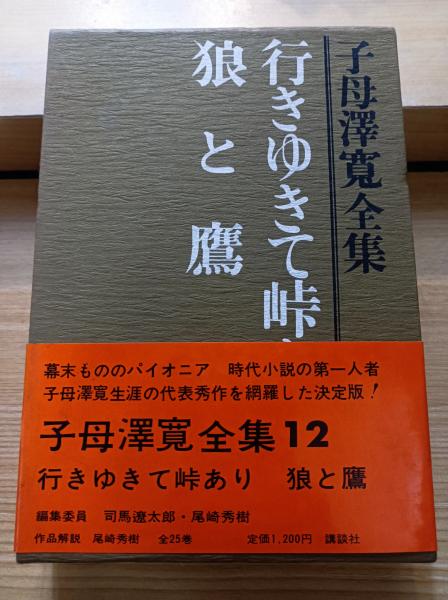 子母澤寛全集
行きゆきて峠
狼と鷹
幕末もののパイオニア 時代小説の第一人者
子母澤寛生涯の代表秀作を網羅した決定版!
子母澤寛全集12
行きゆきて峠あり 狼と鷹
編集委員 司馬遼太郎・尾崎秀樹
作品解説 尾崎秀樹 全25巻 定価1,200円 講談社